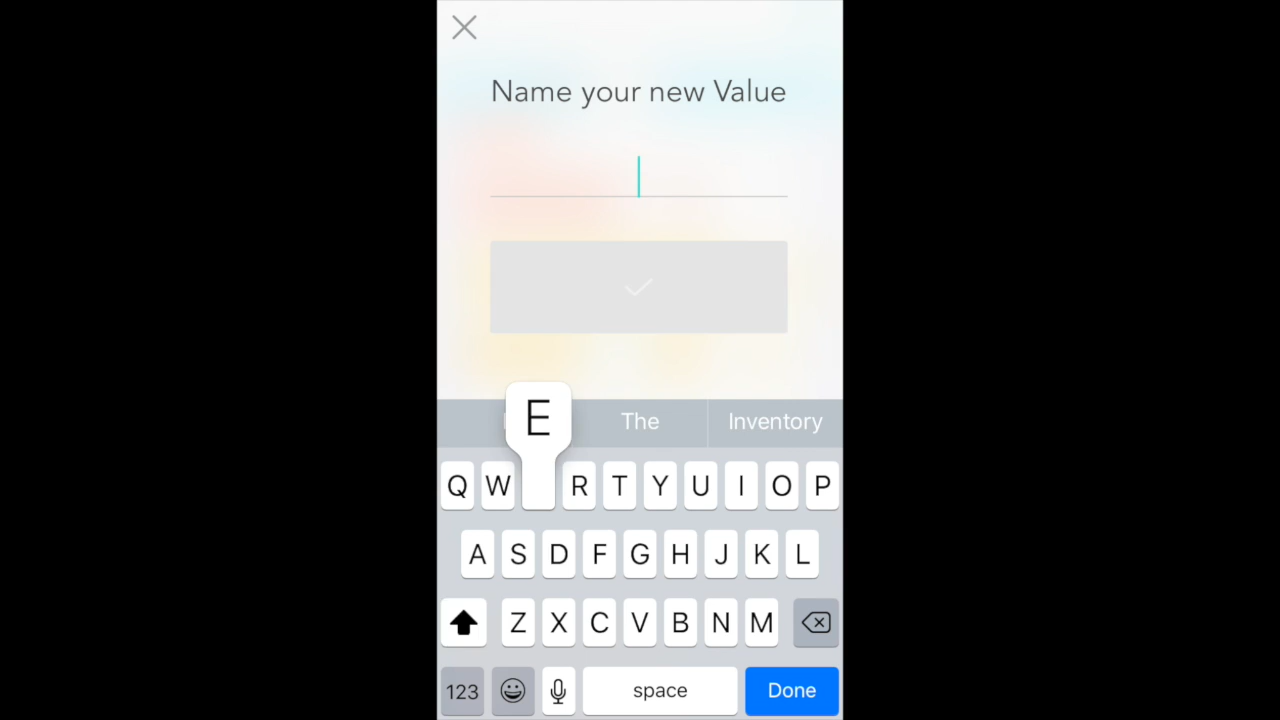 Name your new Value
E
The Inventory
Q W R T Y U I O P
A S D F G H J K L
Z X C V B N M
123 space Done